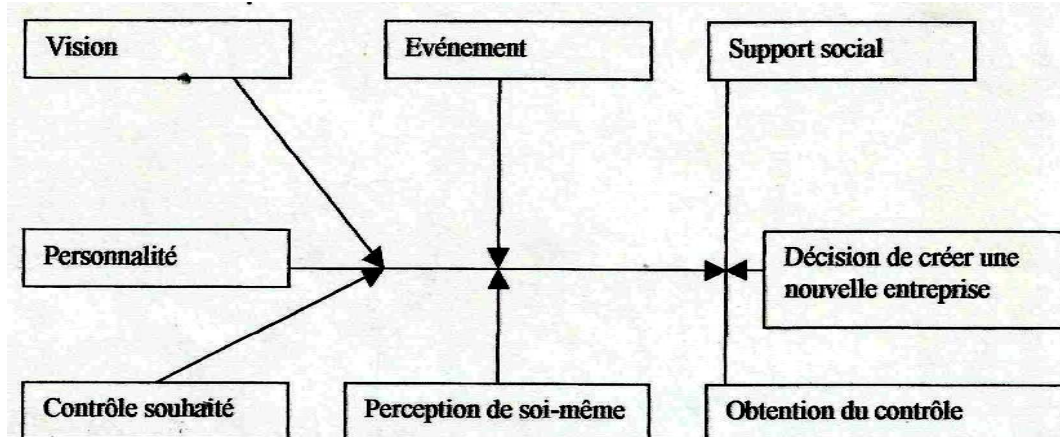 Vision
Evénement
Support social
Personnalité
Décision de créer une
nouvelle entreprise
Contrôle souhaité
Perception de soi-même
Obtention du contrôle